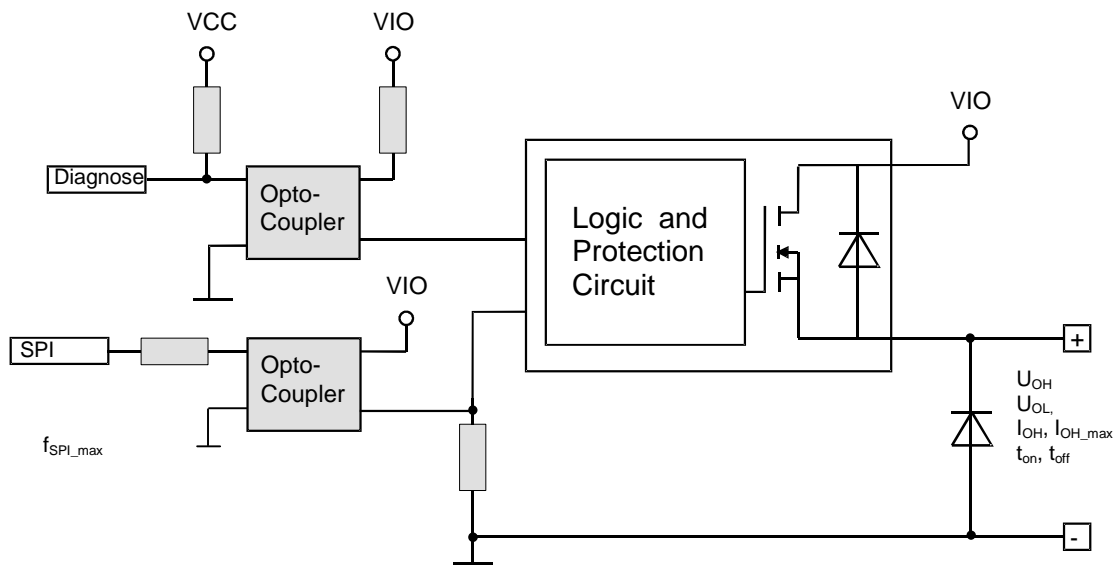 VCC
VIO
VIO
Diagnose
Opto-
Coupler
Logic and
Protection
Circuit
VIO
SPI
Opto-
Coupler
+
U_OH
U_OL,
I_OH, I_OH_max
t_on, t_off
f_SPI_max
-